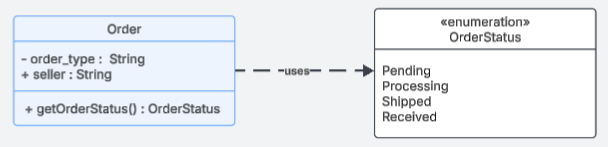 Order
- order_type : String
+ seller : String
+ getOrderStatus() : OrderStatus
uses
«enumeration»
OrderStatus
Pending
Processing
Shipped
Received